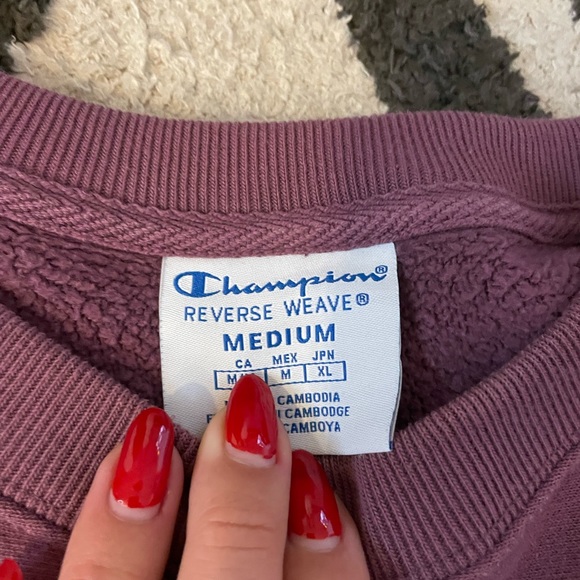 Champion®
REVERSE WEAVE®
MEDIUM
CA MEX JPN
M XL
CAMBODIA
CAMBODGE
CAMBOYA